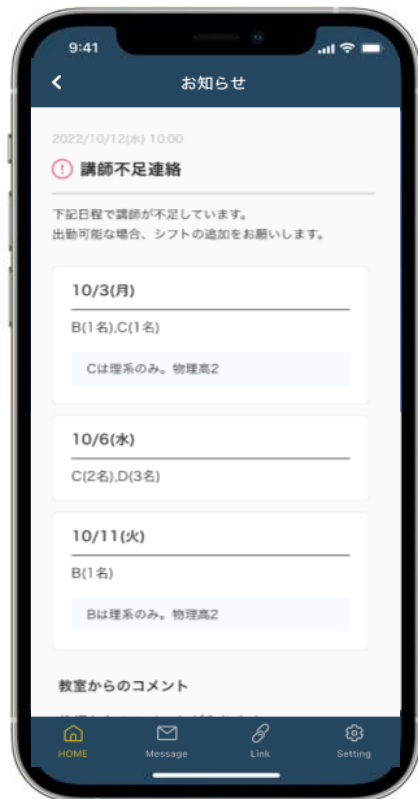 9:41
お知らせ
2022/10/12(水) 10:00
講師不足連絡
下記日程で講師が不足しています。
出勤可能な場合、シフトの追加をお願いします。
10/3(月)
B(1名),C(1名)
Cは理系のみ。物理高2
10/6(水)
C(2名),D(3名)
10/11(火)
B(1名)
Bは理系のみ。物理高2
教室からのコメント
HOME
Message
Link
Setting